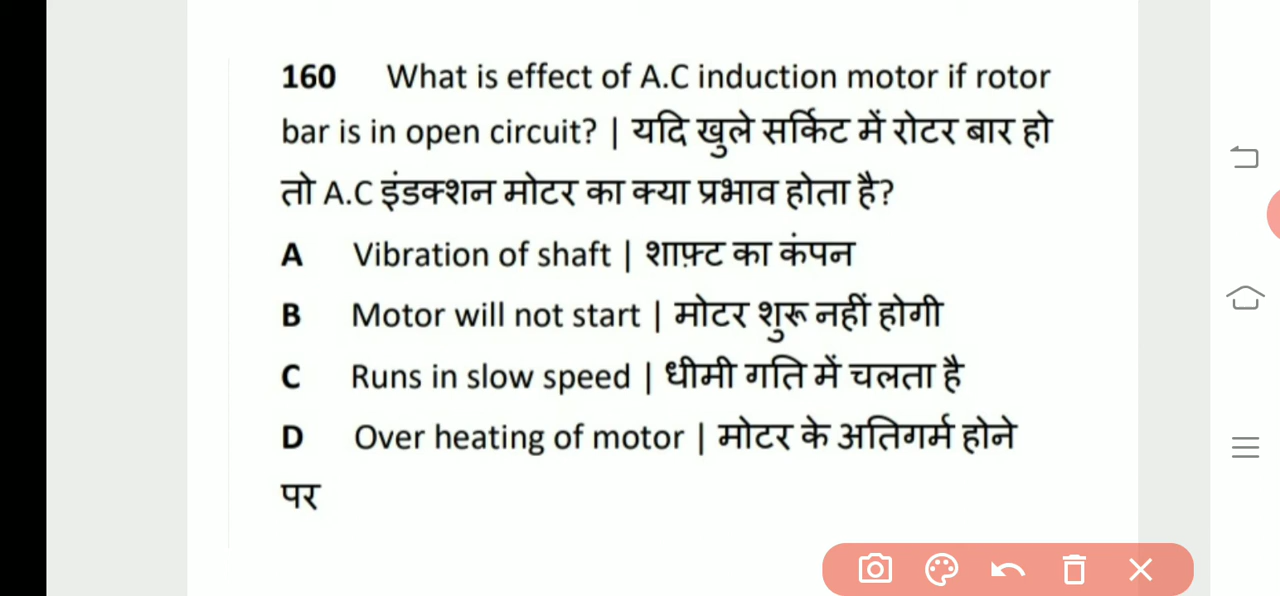 160 What is effect of A.C induction motor if rotor
bar is in open circuit? | यदि खुले सर्किट में रोटर बार हो
तो A.C इंडक्शन मोटर का क्या प्रभाव होता है?
A Vibration of shaft | शाफ़्ट का कंपन
B Motor will not start | मोटर शुरू नहीं होगी
C Runs in slow speed | धीमी गति में चलता है
D Over heating of motor | मोटर के अतिगर्म होने
पर